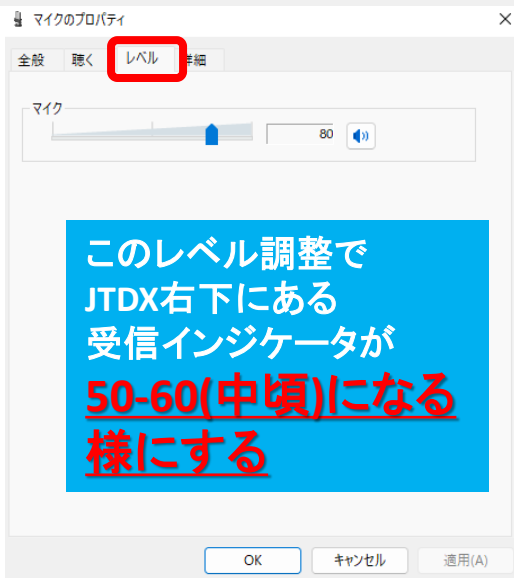 マイクのプロパティ
全般 聴く レベル 詳細
マイク
80
このレベル調整で
JTDX右下にある
受信インジケータが
50-60(中頃)になる
様にする
OK キャンセル 適用(A)